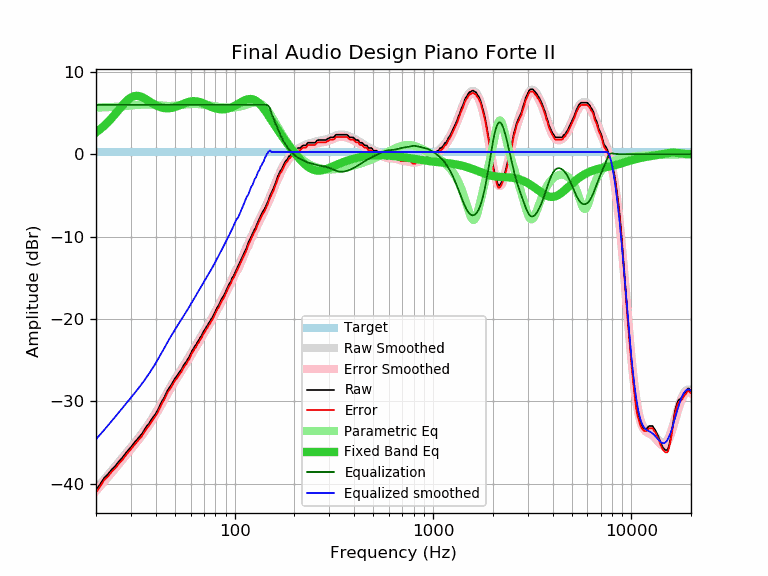 Final Audio Design Piano Forte II
10
0
−10
−20
−30
−40
Amplitude (dBr)
Target
Raw Smoothed
Error Smoothed
Raw
Error
Parametric Eq
Fixed Band Eq
Equalization
Equalized smoothed
100
1000
10000
Frequency (Hz)